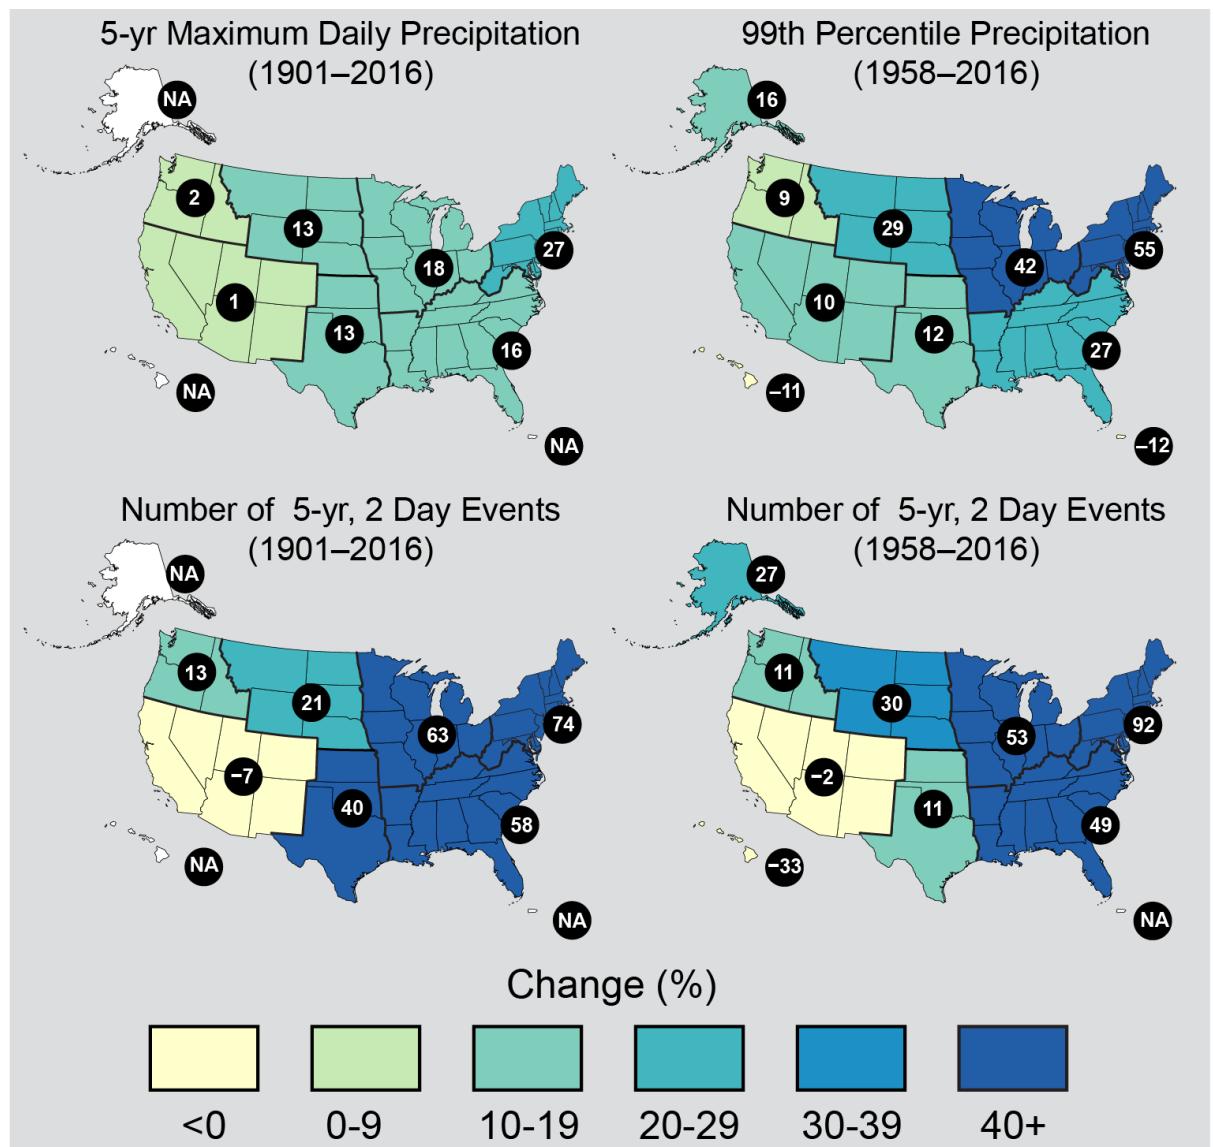 5-yr Maximum Daily Precipitation
(1901–2016)
NA
2
13
27
18
1
13
16
NA
NA
99th Percentile Precipitation
(1958–2016)
16
9
29
55
42
10
12
27
–11
–12
Number of 5-yr, 2 Day Events
(1901–2016)
NA
13
21
74
63
−7
40
58
NA
NA
Number of 5-yr, 2 Day Events
(1958–2016)
27
11
30
92
53
−2
11
49
−33
NA
Change (%)
<0 0-9 10-19 20-29 30-39 40+